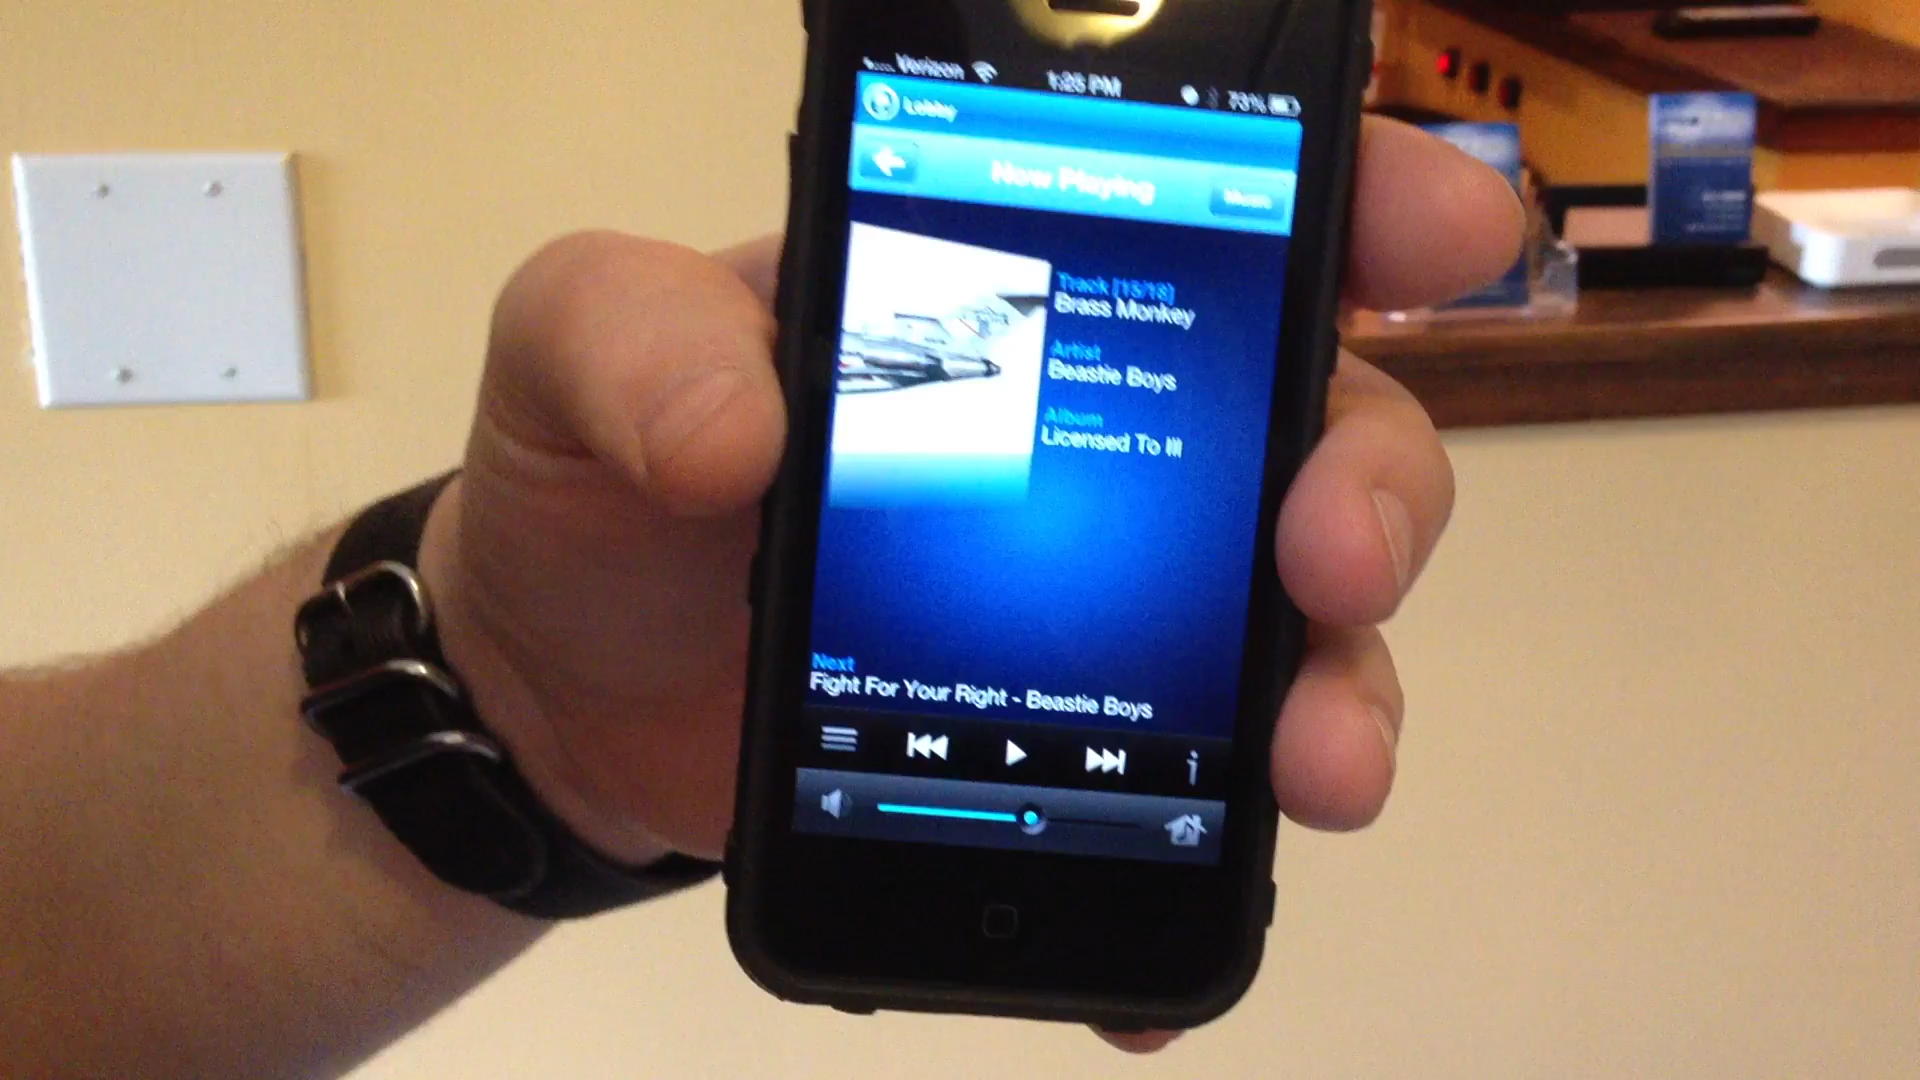 Verizon 1:25 PM 73%
Lobby
Now Playing
Music
Track [15/18]
Brass Monkey
Artist
Beastie Boys
Album
Licensed To Ill
Next
Fight For Your Right - Beastie Boys